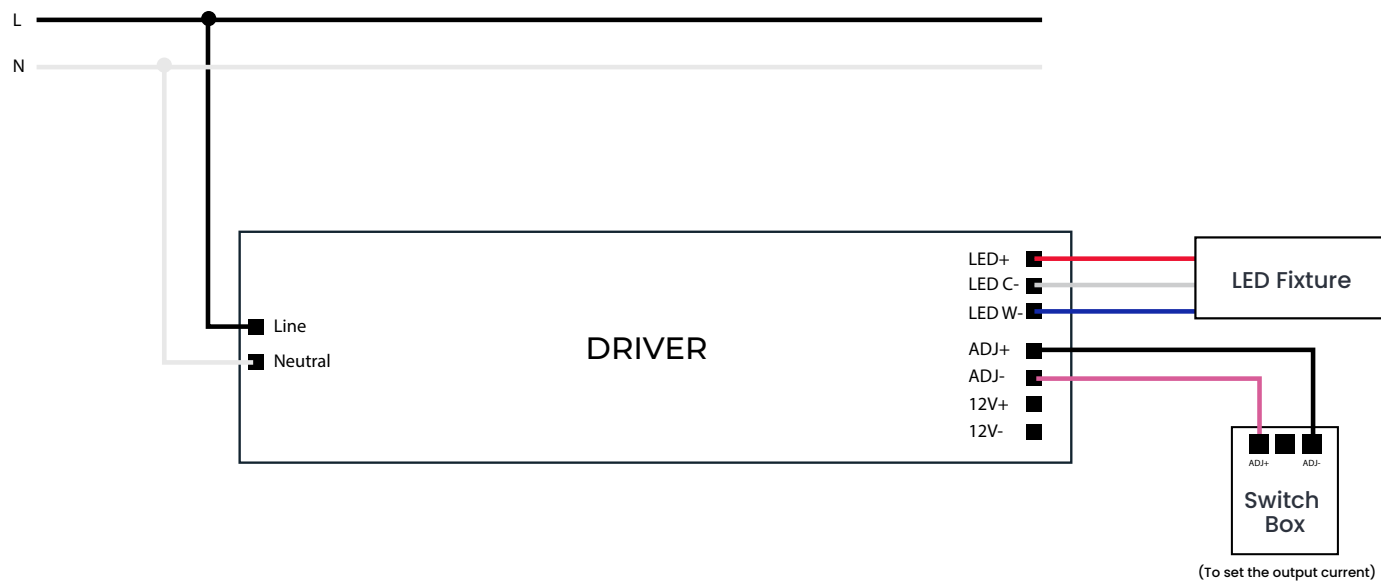 L
N
Line
Neutral
DRIVER
LED+
LED C-
LED W-
ADJ+
ADJ-
12V+
12V-
LED Fixture
ADJ+
ADJ-
Switch
Box
(To set the output current)